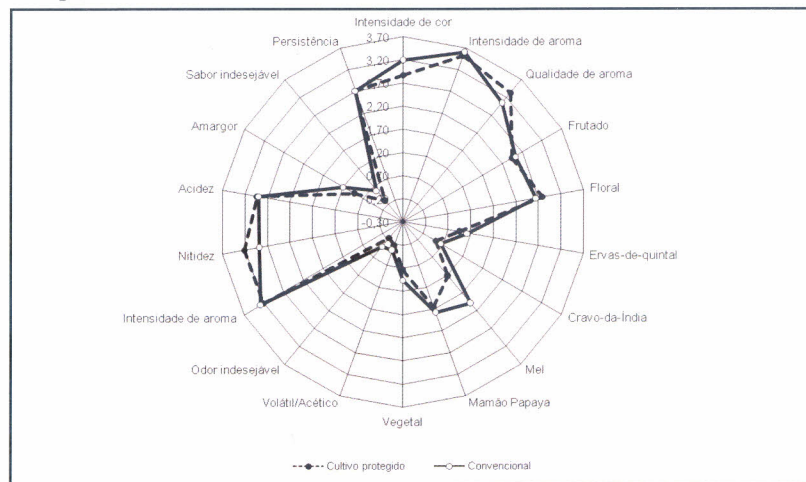 Intensidade de cor
3,70
Persistência
Intensidade de aroma
3,20
Sabor indesejável
Qualidade de aroma
2,20
Amargor
1,70
Frutado
Acidez
Floral
-0,30
Nitidez
Ervas-de-quintal
Intensidade de aroma
Cravo-da-Índia
Odor indesejável
Mel
Volátil/Acético
Mamão Papaya
Vegetal
Cultivo protegido
Convencional